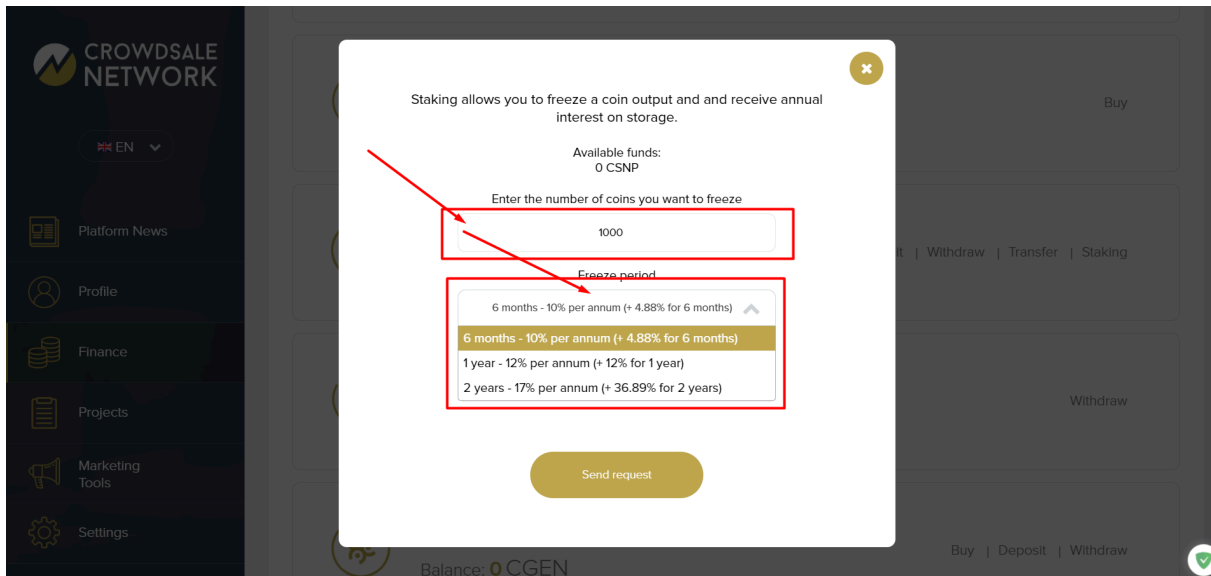 CROWDSALE
NETWORK
EN
Platform News
Profile
Finance
Projects
Marketing
Tools
Settings
Staking allows you to freeze a coin output and and receive annual
interest on storage.
Available funds:
0 CSNP
Enter the number of coins you want to freeze
1000
Freeze period
6 months - 10% per annum (+ 4.88% for 6 months)
6 months - 10% per annum (+ 4.88% for 6 months)
1 year - 12% per annum (+ 12% for 1 year)
2 years - 17% per annum (+ 36.89% for 2 years)
Send request
Buy
| Withdraw | Transfer | Staking
Withdraw
Buy | Deposit | Withdraw
Balance: 0 CGEN